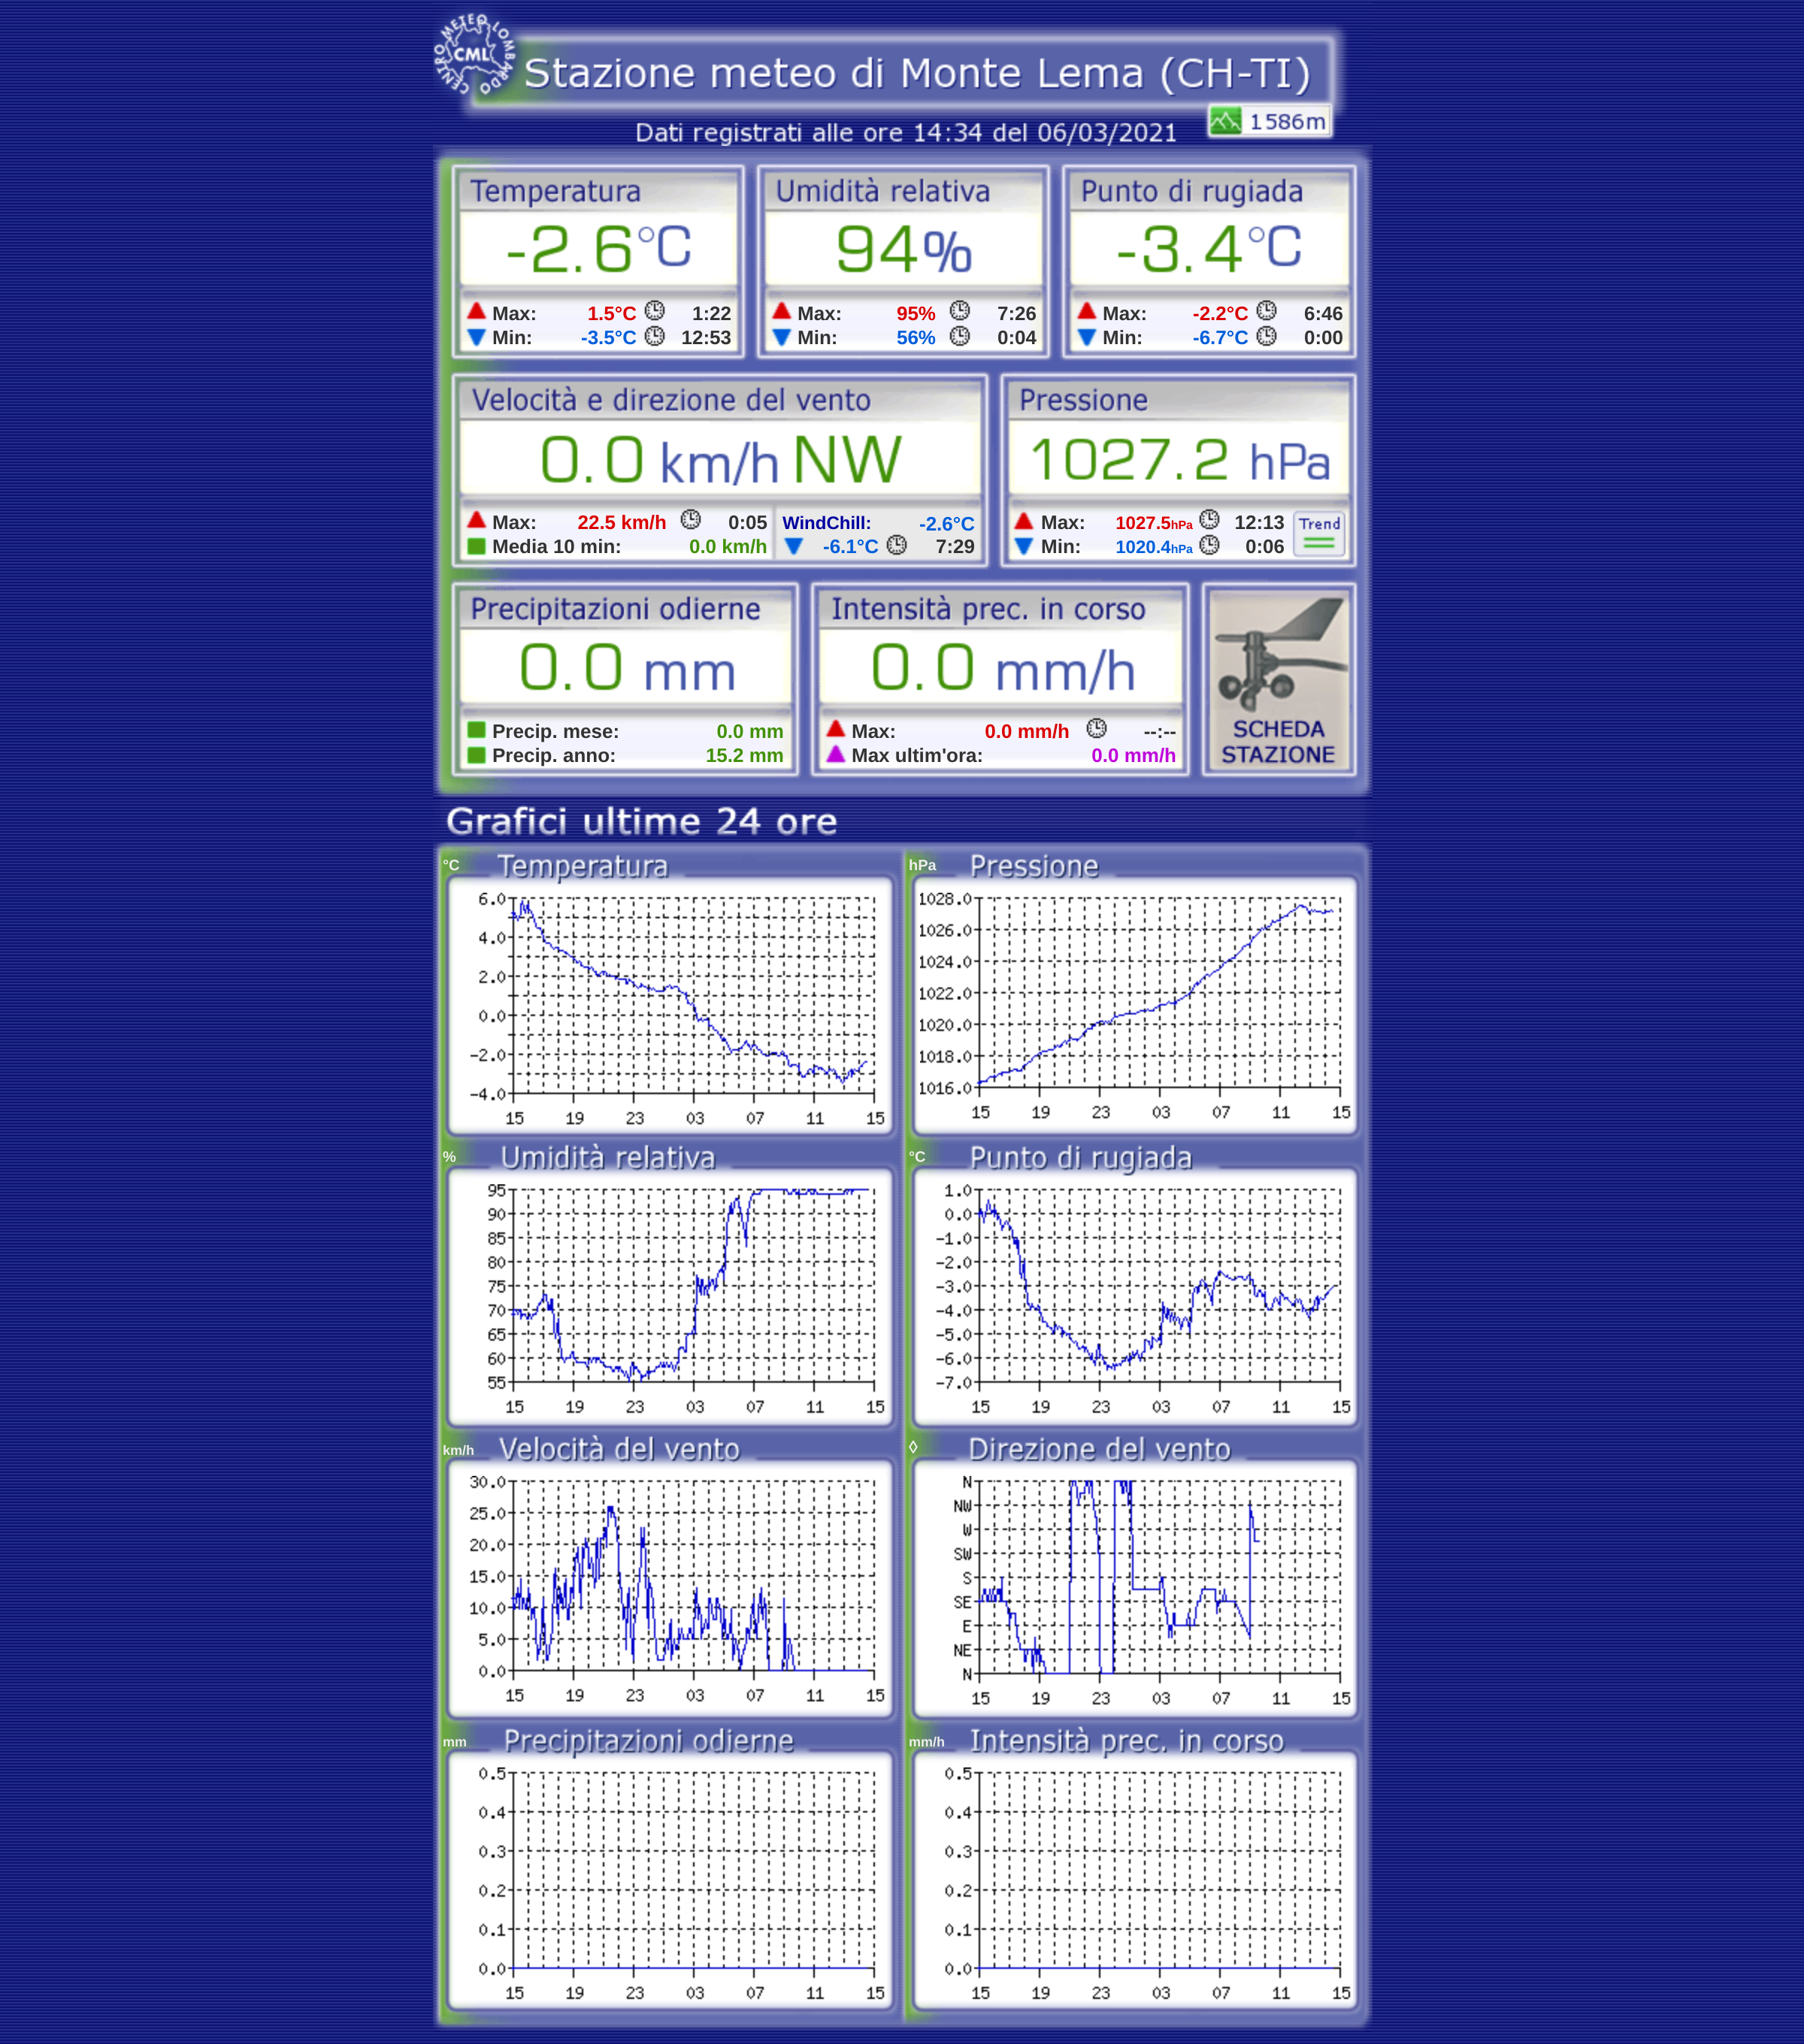 CENTRO METEO LOMBARDO
CML
Stazione meteo di Monte Lema (CH-TI)
1586m
Dati registrati alle ore 14:34 del 06/03/2021
Temperatura
-2.6°C
Max: 1.5°C 1:22
Min: -3.5°C 12:53
Umidità relativa
94%
Max: 95% 7:26
Min: 56% 0:04
Punto di rugiada
-3.4°C
Max: -2.2°C 6:46
Min: -6.7°C 0:00
Velocità e direzione del vento
0.0 km/h NW
Max: 22.5 km/h 0:05
Media 10 min: 0.0 km/h
WindChill: -2.6°C
-6.1°C 7:29
Pressione
1027.2 hPa
Max: 1027.5hPa 12:13
Min: 1020.4hPa 0:06
Trend
Precipitazioni odierne
0.0 mm
Precip. mese: 0.0 mm
Precip. anno: 15.2 mm
Intensità prec. in corso
0.0 mm/h
Max: 0.0 mm/h --:--
Max ultim'ora: 0.0 mm/h
SCHEDA
STAZIONE
Grafici ultime 24 ore
°C Temperatura
6.0
4.0
2.0
0.0
-2.0
-4.0
15 19 23 03 07 11 15
hPa Pressione
1028.0
1026.0
1024.0
1022.0
1020.0
1018.0
1016.0
15 19 23 03 07 11 15
% Umidità relativa
95
90
85
80
75
70
65
60
55
15 19 23 03 07 11 15
°C Punto di rugiada
1.0
0.0
-1.0
-2.0
-3.0
-4.0
-5.0
-6.0
-7.0
15 19 23 03 07 11 15
km/h Velocità del vento
30.0
25.0
20.0
15.0
10.0
5.0
0.0
15 19 23 03 07 11 15
◊ Direzione del vento
N
NW
W
SW
S
SE
E
NE
N
15 19 23 03 07 11 15
mm Precipitazioni odierne
0.5
0.4
0.3
0.2
0.1
0.0
15 19 23 03 07 11 15
mm/h Intensità prec. in corso
0.5
0.4
0.3
0.2
0.1
0.0
15 19 23 03 07 11 15